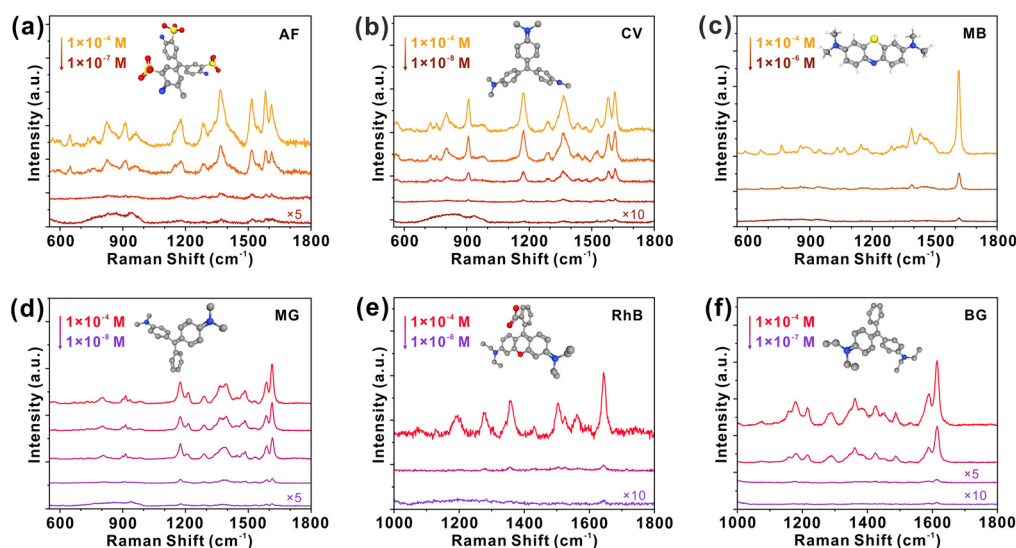 (a)
AF
1×10⁻⁴ M
1×10⁻⁷ M
×5
Intensity (a.u.)
600 900 1200 1500 1800
Raman Shift (cm⁻¹)
(b)
CV
1×10⁻⁴ M
1×10⁻⁸ M
×10
Intensity (a.u.)
600 900 1200 1500 1800
Raman Shift (cm⁻¹)
(c)
MB
1×10⁻⁴ M
1×10⁻⁶ M
Intensity (a.u.)
600 900 1200 1500 1800
Raman Shift (cm⁻¹)
(d)
MG
1×10⁻⁴ M
1×10⁻⁸ M
×5
Intensity (a.u.)
600 900 1200 1500 1800
Raman Shift (cm⁻¹)
(e)
RhB
1×10⁻⁴ M
1×10⁻⁶ M
×10
Intensity (a.u.)
1000 1200 1400 1600 1800
Raman Shift (cm⁻¹)
(f)
BG
1×10⁻⁴ M
1×10⁻⁷ M
×5
×10
Intensity (a.u.)
1000 1200 1400 1600 1800
Raman Shift (cm⁻¹)